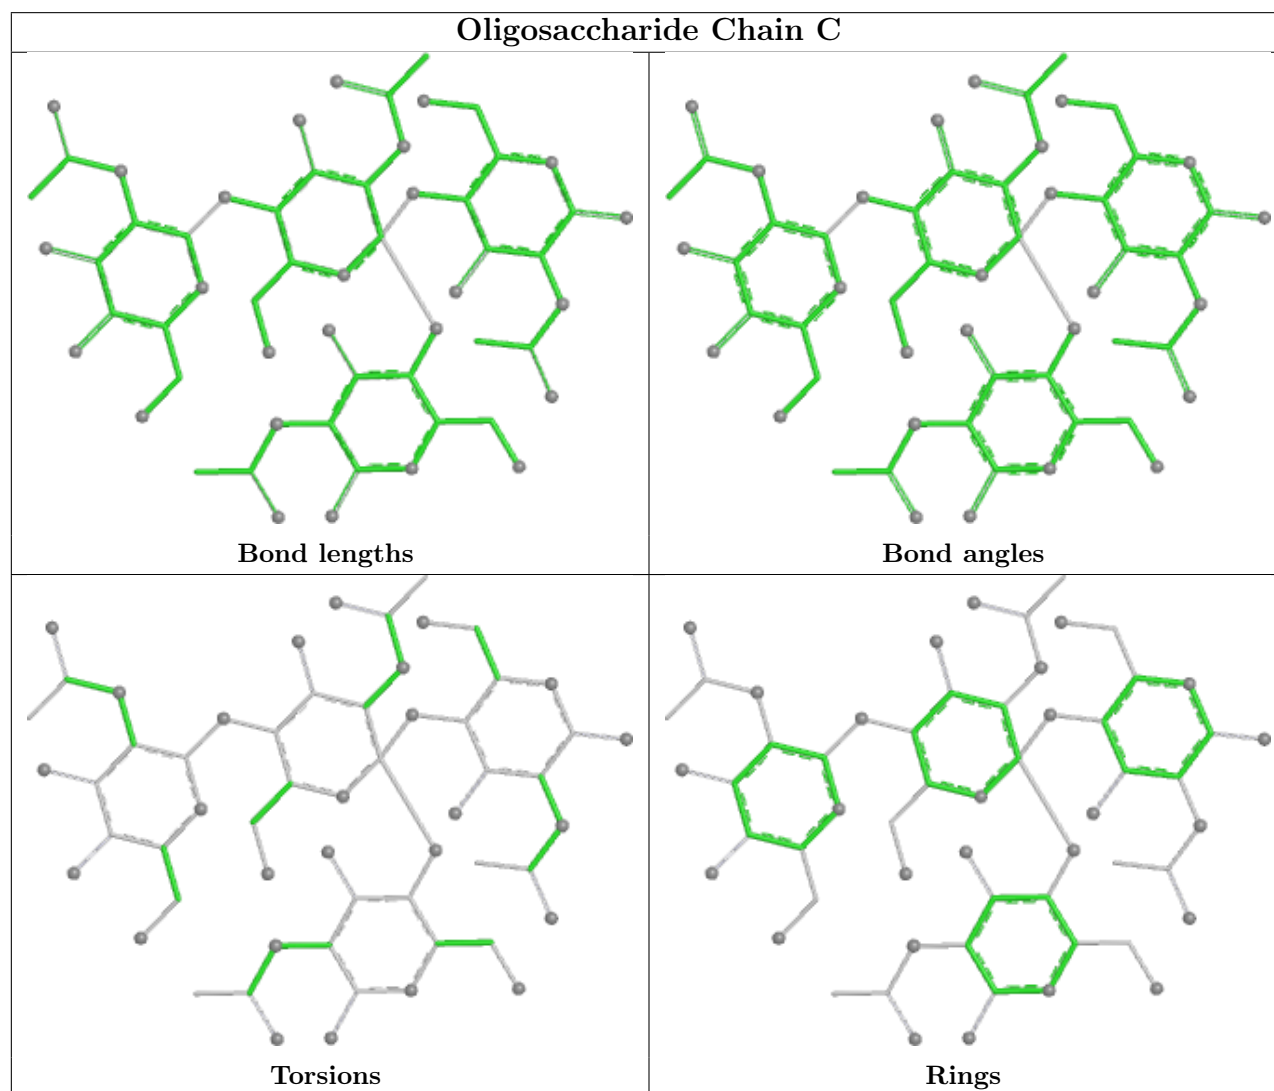 Oligosaccharide Chain C
Bond lengths
Bond angles
Torsions
Rings